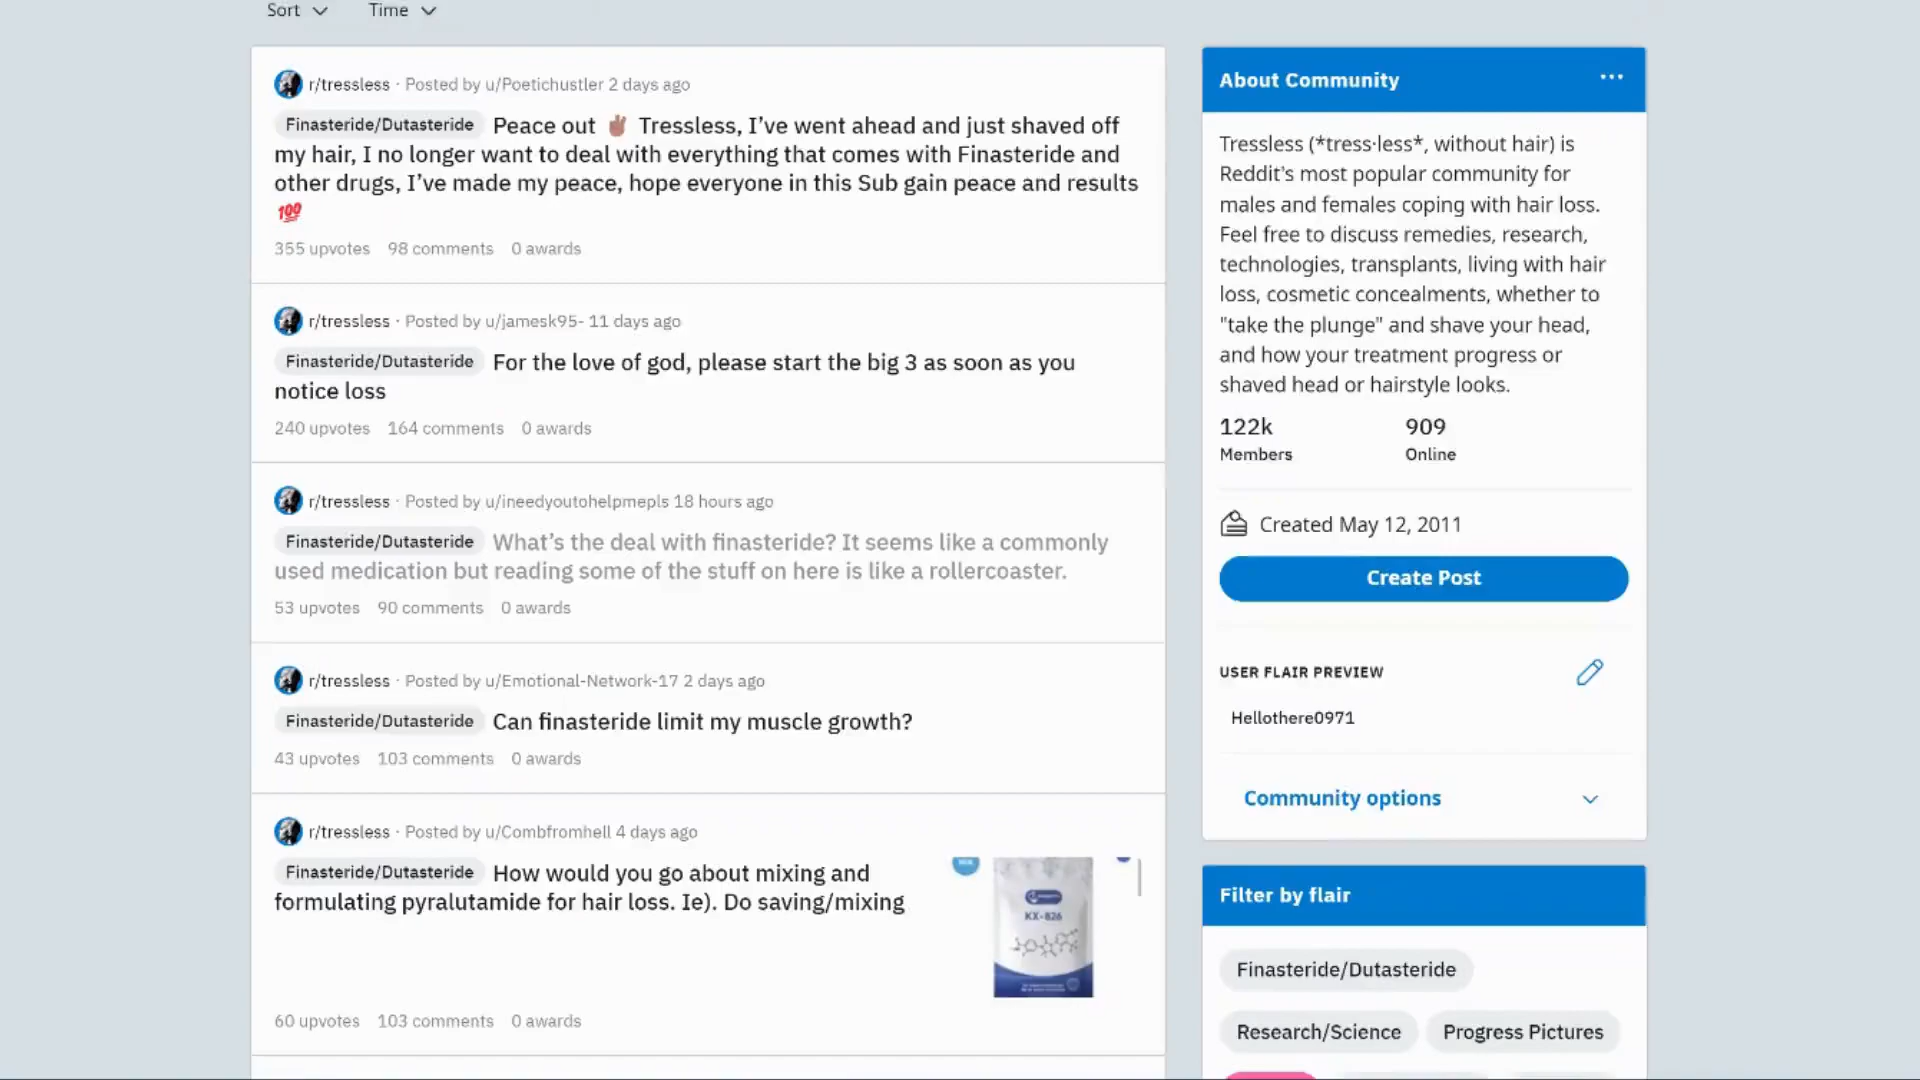 Sort
Time
r/tressless · Posted by u/Poetichustler 2 days ago
Finasteride/Dutasteride Peace out ✌🏽 Tressless, I’ve went ahead and just shaved off
my hair, I no longer want to deal with everything that comes with Finasteride and
other drugs, I’ve made my peace, hope everyone in this Sub gain peace and results
💯
355 upvotes 98 comments 0 awards
r/tressless · Posted by u/jamesk95- 11 days ago
Finasteride/Dutasteride For the love of god, please start the big 3 as soon as you
notice loss
240 upvotes 164 comments 0 awards
r/tressless · Posted by u/ineedyoutohelpmepls 18 hours ago
Finasteride/Dutasteride What’s the deal with finasteride? It seems like a commonly
used medication but reading some of the stuff on here is like a rollercoaster.
53 upvotes 90 comments 0 awards
r/tressless · Posted by u/Emotional-Network-17 2 days ago
Finasteride/Dutasteride Can finasteride limit my muscle growth?
43 upvotes 103 comments 0 awards
r/tressless · Posted by u/Combfromhell 4 days ago
Finasteride/Dutasteride How would you go about mixing and
formulating pyralutamide for hair loss. Ie). Do saving/mixing
KX-826
60 upvotes 103 comments 0 awards
About Community
Tressless (*tress·less*, without hair) is
Reddit's most popular community for
males and females coping with hair loss.
Feel free to discuss remedies, research,
technologies, transplants, living with hair
loss, cosmetic concealments, whether to
"take the plunge" and shave your head,
and how your treatment progress or
shaved head or hairstyle looks.
122k 909
Members Online
Created May 12, 2011
Create Post
USER FLAIR PREVIEW
Hellothere0971
Community options
Filter by flair
Finasteride/Dutasteride
Research/Science Progress Pictures